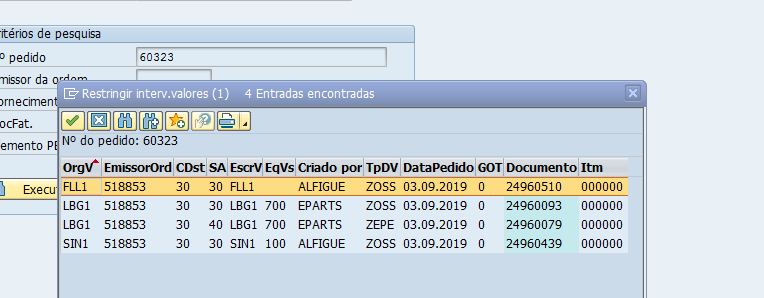 ritérios de pesquisa
º pedido 60323
missor da ordem
Restringir interv.valores (1) 4 Entradas encontradas
ornecimen
Nº do pedido: 60323
ocFat.
emento PE
OrgV EmissorOrd CDst SA EscrV EqVs Criado por TpDV DataPedido GOT Documento Itm
Execut
FLL1 518853 30 30 FLL1 ALFIGUE ZOSS 03.09.2019 0 24960510 000000
LBG1 518853 30 30 LBG1 700 EPARTS ZOSS 03.09.2019 0 24960093 000000
LBG1 518853 30 40 LBG1 700 EPARTS ZEPE 03.09.2019 0 24960079 000000
SIN1 518853 30 30 SIN1 100 ALFIGUE ZOSS 03.09.2019 0 24960439 000000